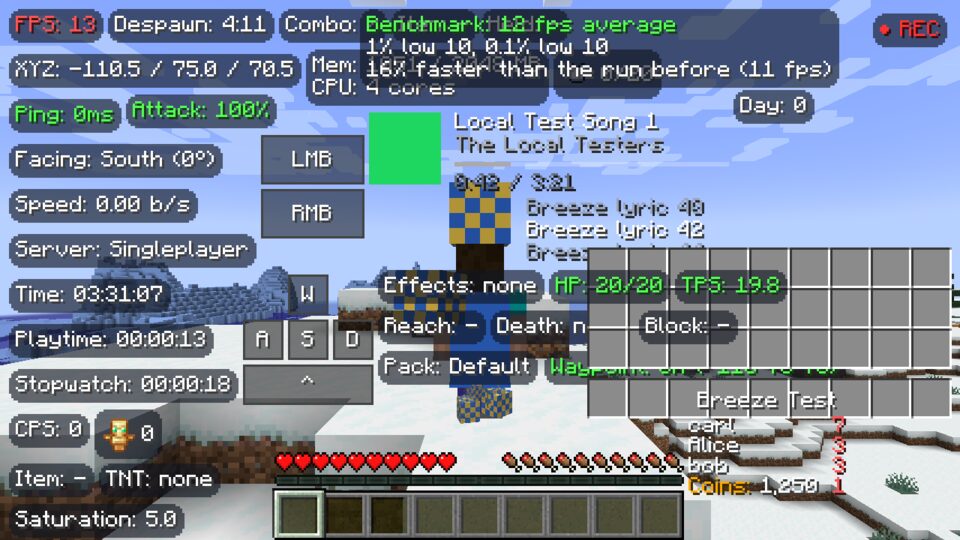 FPS: 13
Despawn: 4:11
Combo:
Benchmark: 12 fps average
1% low 10, 0.1% low 10
16% faster than the run before (11 fps)
● REC
XYZ: -110.5 / 75.0 / 70.5
Mem:
CPU: 4 cores
Day: 0
Ping: 0ms
Attack: 100%
Local Test Song 1
The Local Testers
0:42 / 3:21
Facing: South (0°)
LMB
RMB
Speed: 0.00 b/s
Breeze lyric 40
Breeze lyric 42
Breeze lyric 44
Server: Singleplayer
Time: 03:31:07
W
Effects: none
HP: 20/20
TPS: 19.8
Playtime: 00:00:13
A
S
D
Reach: -
Death:
Block: -
Stopwatch: 00:00:18
^
Pack: Default
Breeze Test
CPS: 0
0
carl 7
Alice 3
bob 3
Coins: 1,250 1
Item: -
TNT: none
Saturation: 5.0